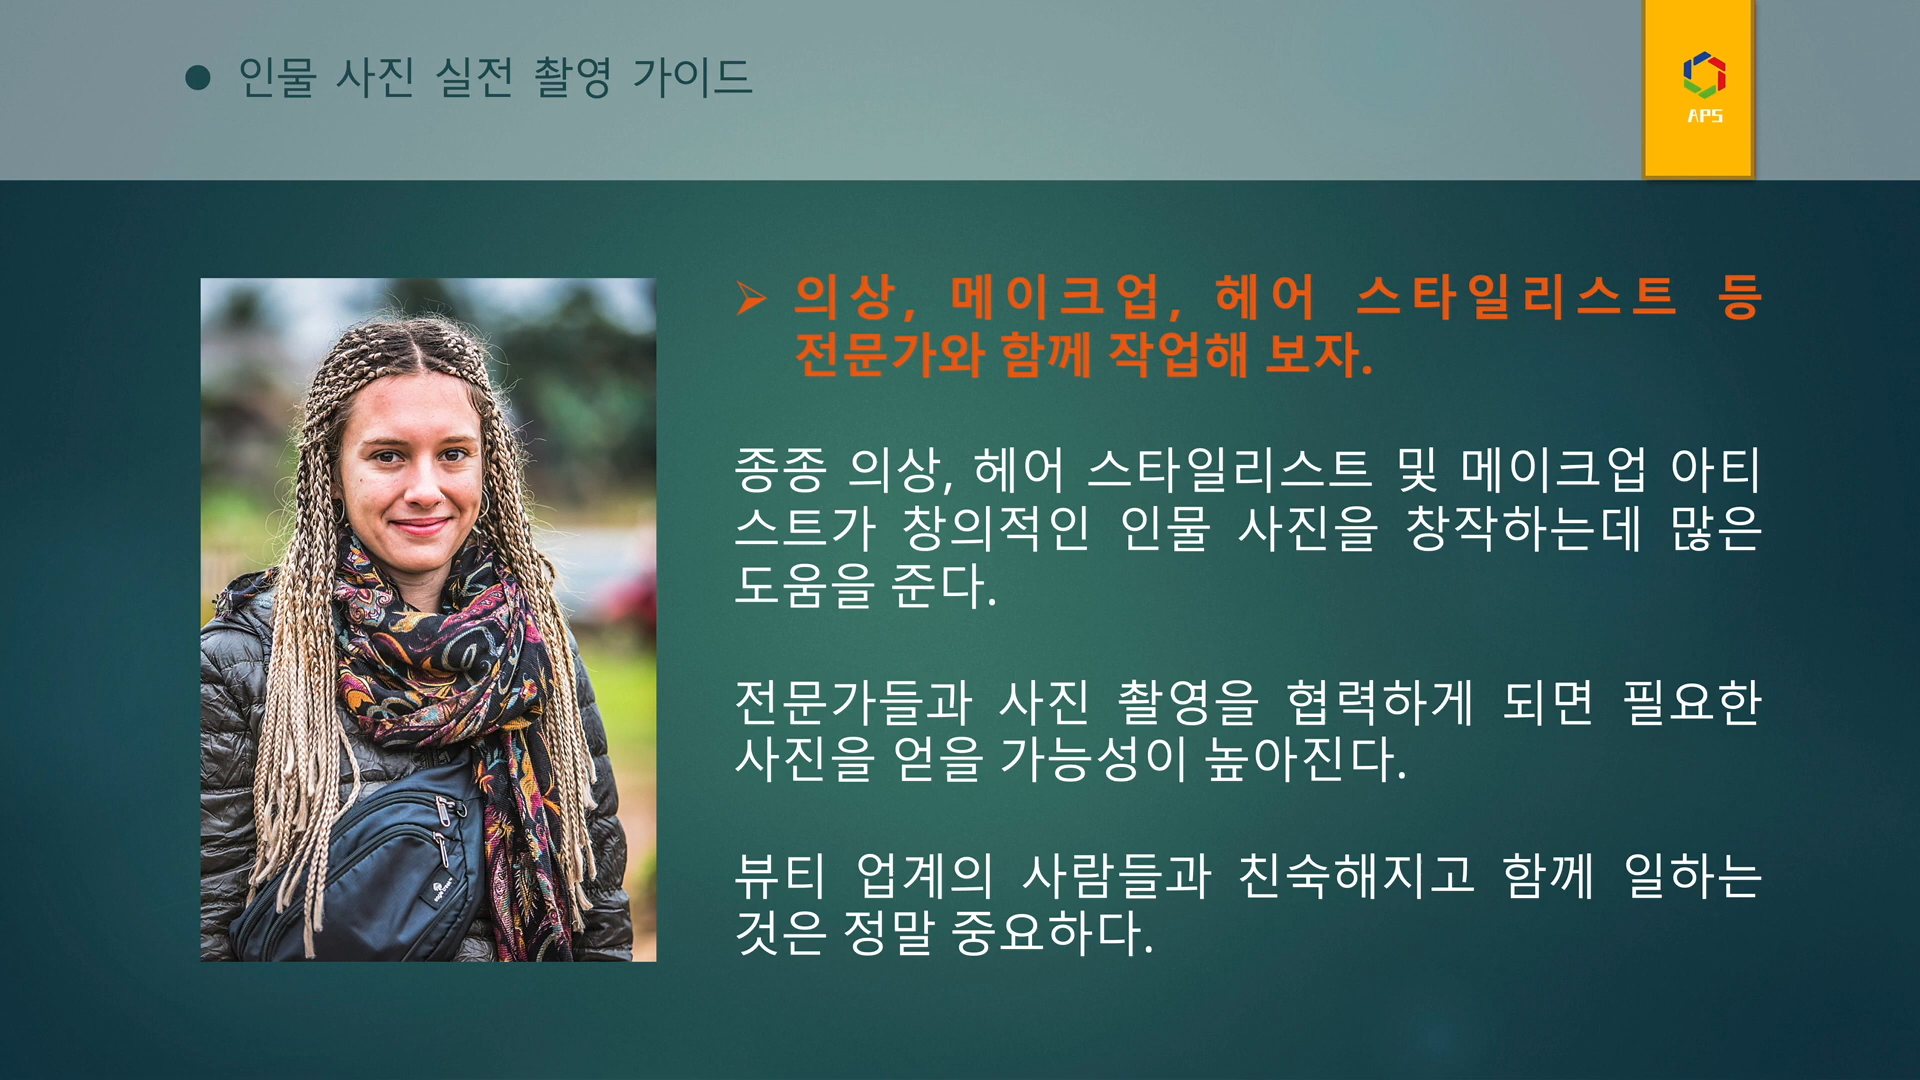 ● 인물 사진 실전 촬영 가이드
APS
➢ 의상, 메이크업, 헤어 스타일리스트 등
전문가와 함께 작업해 보자.
종종 의상, 헤어 스타일리스트 및 메이크업 아티
스트가 창의적인 인물 사진을 창작하는데 많은
도움을 준다.
전문가들과 사진 촬영을 협력하게 되면 필요한
사진을 얻을 가능성이 높아진다.
뷰티 업계의 사람들과 친숙해지고 함께 일하는
것은 정말 중요하다.